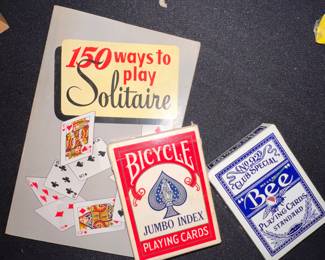 150 ways to
play
Solitaire
BICYCLE
JUMBO INDEX
PLAYING CARDS
CLUB SPECIAL
"Bee"
PLAYING CARDS
STANDARD